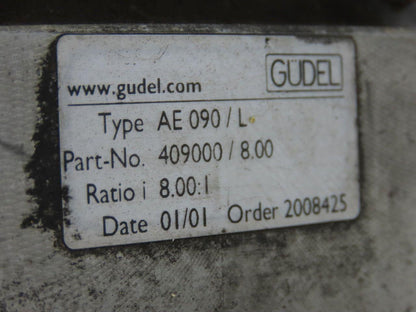 GÜDEL
www.gudel.com
Type AE 090 / L
Part-No. 409000 / 8.00
Ratio i 8.00:1
Date 01/01 Order 2008425